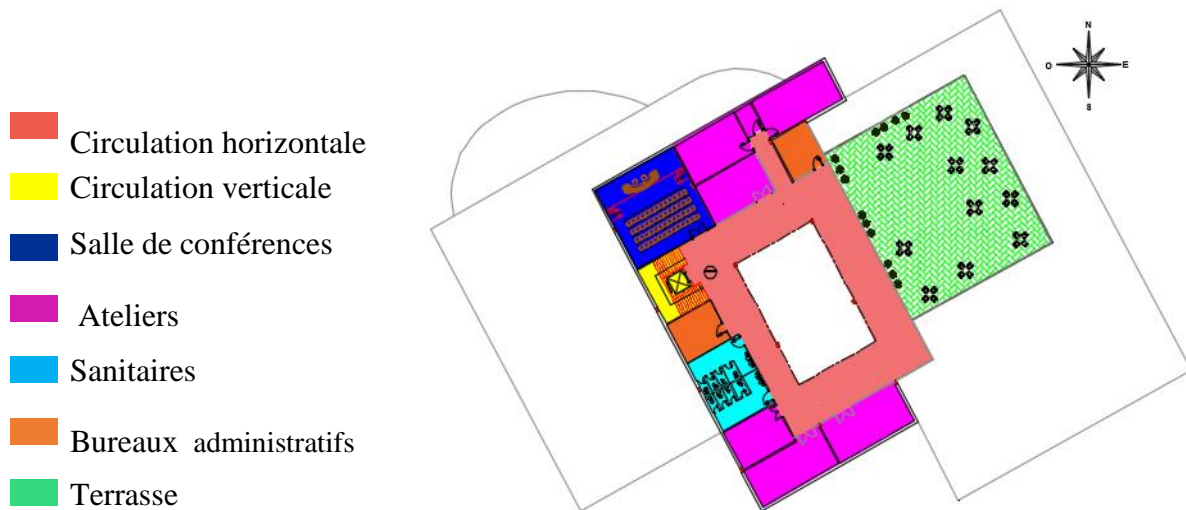 Circulation horizontale
Circulation verticale
Salle de conférences
Ateliers
Sanitaires
Bureaux administratifs
Terrasse
N
O
E
S